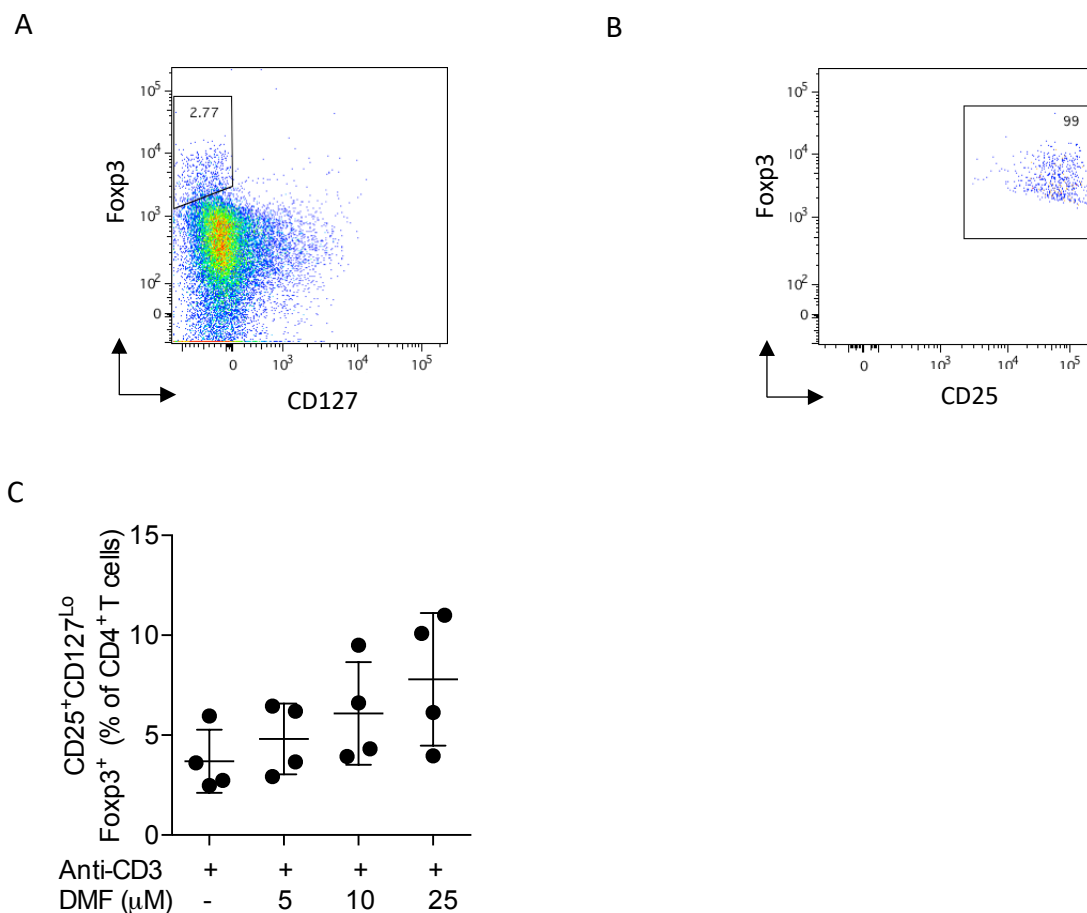 A
B
10⁵
10⁴
10³
10²
0
Foxp3
2.77
0
10³
10⁴
10⁵
CD127
10⁵
10⁴
10³
10²
0
Foxp3
99
0
10³
10⁴
10⁵
CD25
C
CD25⁺CD127ᴸᵒ
Foxp3⁺ (% of CD4⁺T cells)
15
10
5
0
Anti-CD3 + + + +
DMF (μM) - 5 10 25